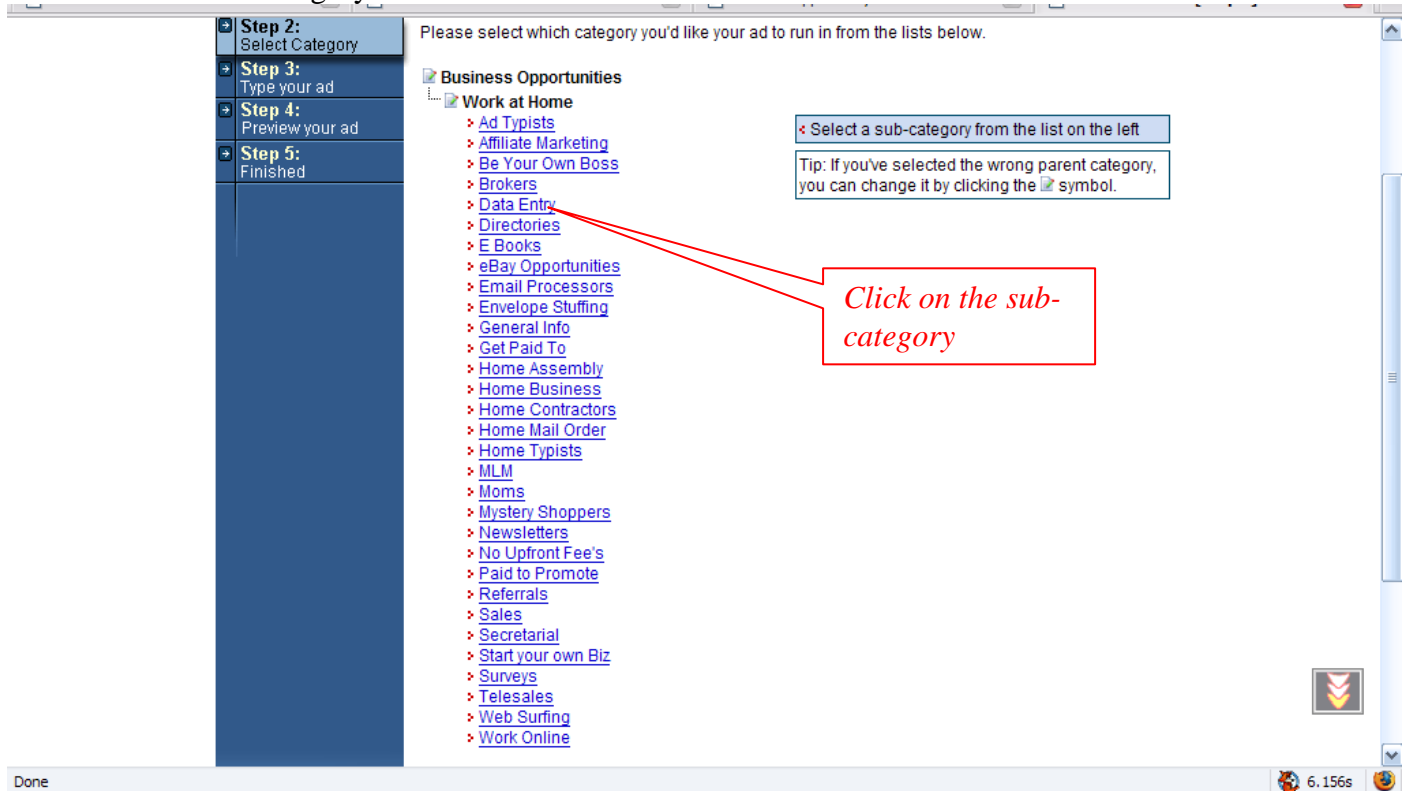 Step 2:
Select Category
Step 3:
Type your ad
Step 4:
Preview your ad
Step 5:
Finished
Please select which category you'd like your ad to run in from the lists below.
Business Opportunities
Work at Home
Ad Typists
Affiliate Marketing
Be Your Own Boss
Brokers
Data Entry
Directories
E Books
eBay Opportunities
Email Processors
Envelope Stuffing
General Info
Get Paid To
Home Assembly
Home Business
Home Contractors
Home Mail Order
Home Typists
MLM
Moms
Mystery Shoppers
Newsletters
No Upfront Fee's
Paid to Promote
Referrals
Sales
Secretarial
Start your own Biz
Surveys
Telesales
Web Surfing
Work Online
Select a sub-category from the list on the left
Tip: If you've selected the wrong parent category,
you can change it by clicking the symbol.
Click on the sub-
category
Done
6.156s